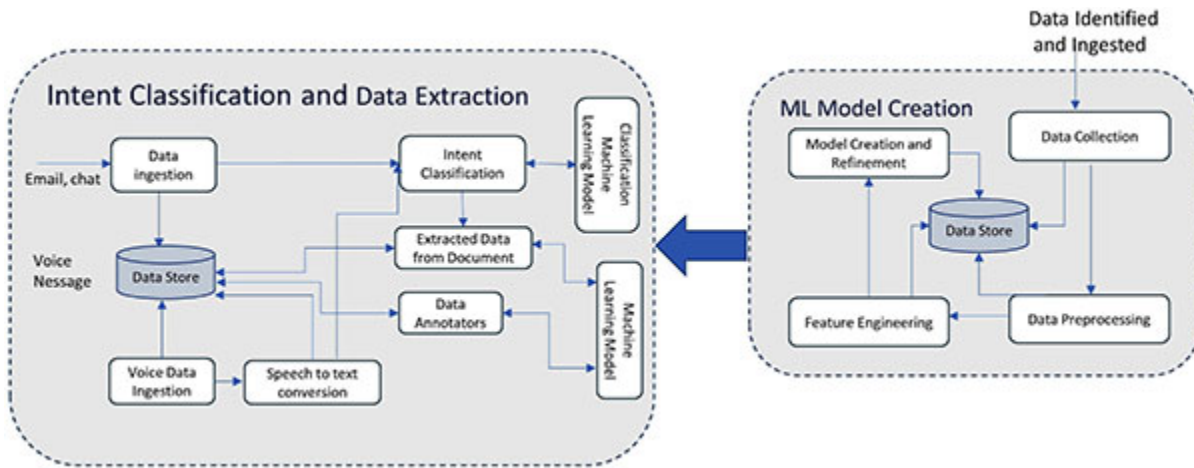 Data Identified
and Ingested
Intent Classification and Data Extraction
Data
ingestion
Email, chat
Intent
Classification
Classification
Machine
Learning Model
Voice
Nessage
Data Store
Extracted Data
from Document
Data
Annotators
Machine
Learning Model
Voice Data
Ingestion
Speech to text
conversion
ML Model Creation
Model Creation and
Refinement
Data Collection
Data Store
Feature Engineering
Data Preprocessing